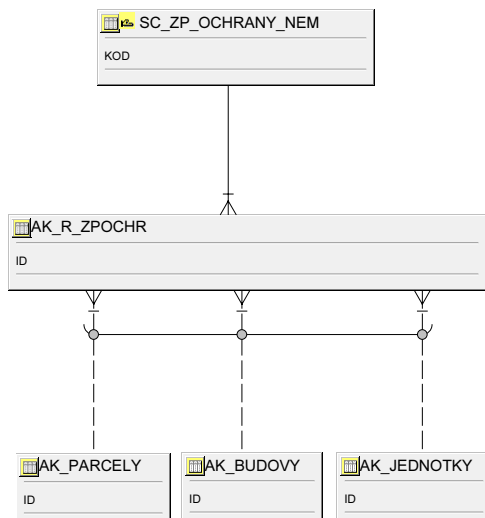 SC_ZP_OCHRANY_NEM
KOD
AK_R_ZPOCHR
ID
AK_PARCELY
ID
AK_BUDOVY
ID
AK_JEDNOTKY
ID